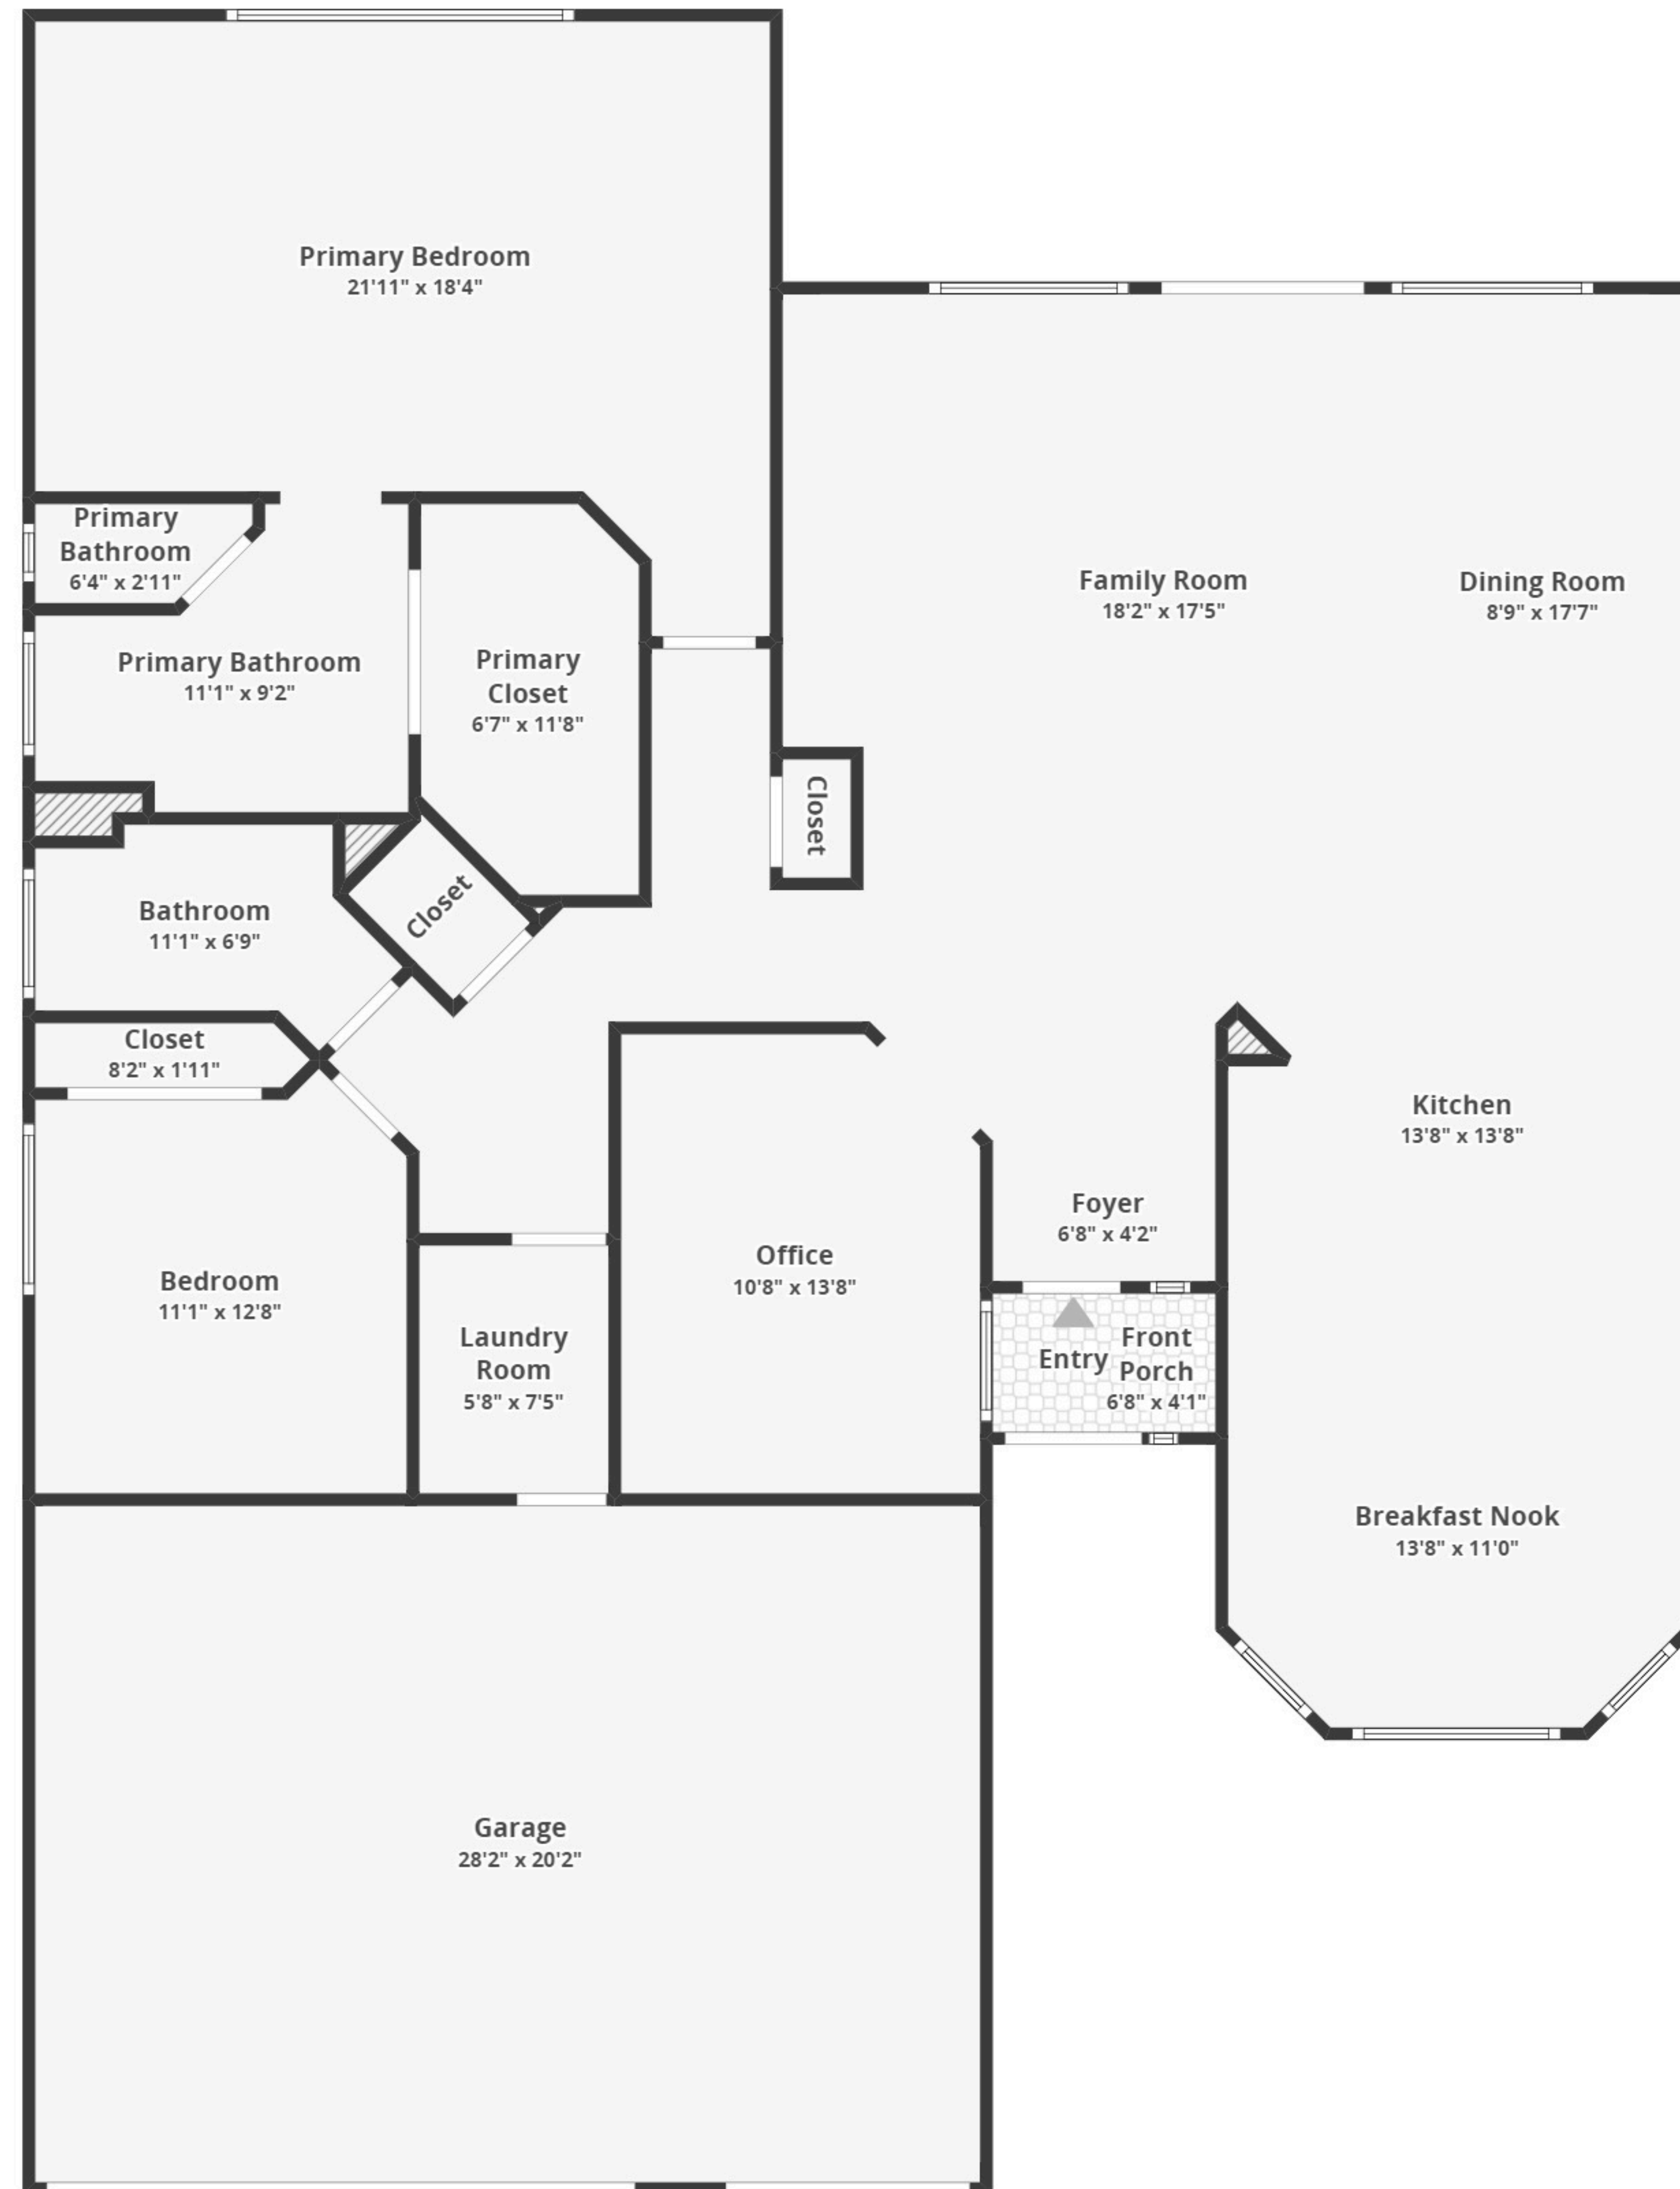 Primary Bedroom
21'11" x 18'4"
Primary
Bathroom
6'4" x 2'11"
Family Room
18'2" x 17'5"
Dining Room
8'9" x 17'7"
Primary Bathroom
11'1" x 9'2"
Primary
Closet
6'7" x 11'8"
Closet
Closet
Bathroom
11'1" x 6'9"
Closet
8'2" x 1'11"
Kitchen
13'8" x 13'8"
Foyer
6'8" x 4'2"
Office
10'8" x 13'8"
Bedroom
11'1" x 12'8"
Laundry
Room
5'8" x 7'5"
Entry
Front
Porch
6'8" x 4'1"
Breakfast Nook
13'8" x 11'0"
Garage
28'2" x 20'2"